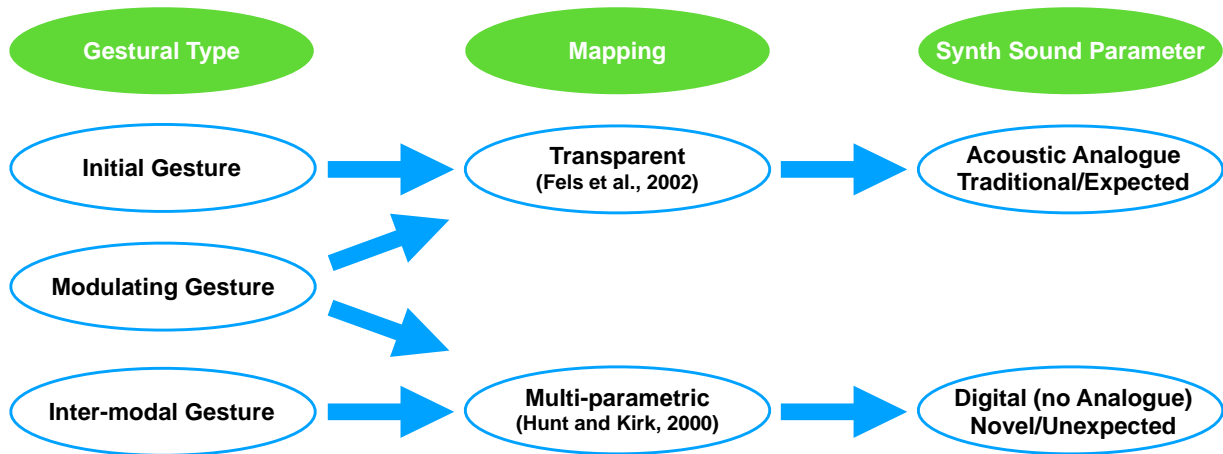 Gestural Type
Mapping
Synth Sound Parameter
Initial Gesture
Transparent
(Fels et al., 2002)
Acoustic Analogue
Traditional/Expected
Modulating Gesture
Inter-modal Gesture
Multi-parametric
(Hunt and Kirk, 2000)
Digital (no Analogue)
Novel/Unexpected